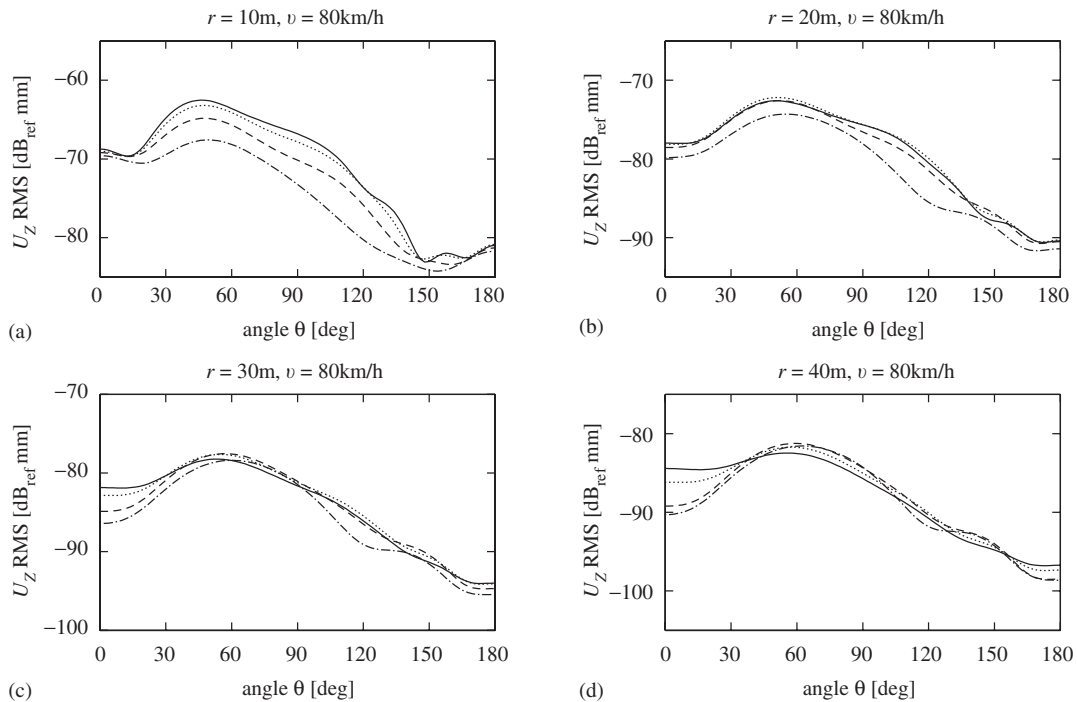 r = 10m, υ = 80km/h
−60
−70
−80
U_Z RMS [dB_ref mm]
0 30 60 90 120 150 180
angle θ [deg]
(a)
r = 20m, υ = 80km/h
−70
−80
−90
U_Z RMS [dB_ref mm]
0 30 60 90 120 150 180
angle θ [deg]
(b)
r = 30m, υ = 80km/h
−70
−80
−90
−100
U_Z RMS [dB_ref mm]
0 30 60 90 120 150 180
angle θ [deg]
(c)
r = 40m, υ = 80km/h
−80
−90
−100
U_Z RMS [dB_ref mm]
0 30 60 90 120 150 180
angle θ [deg]
(d)